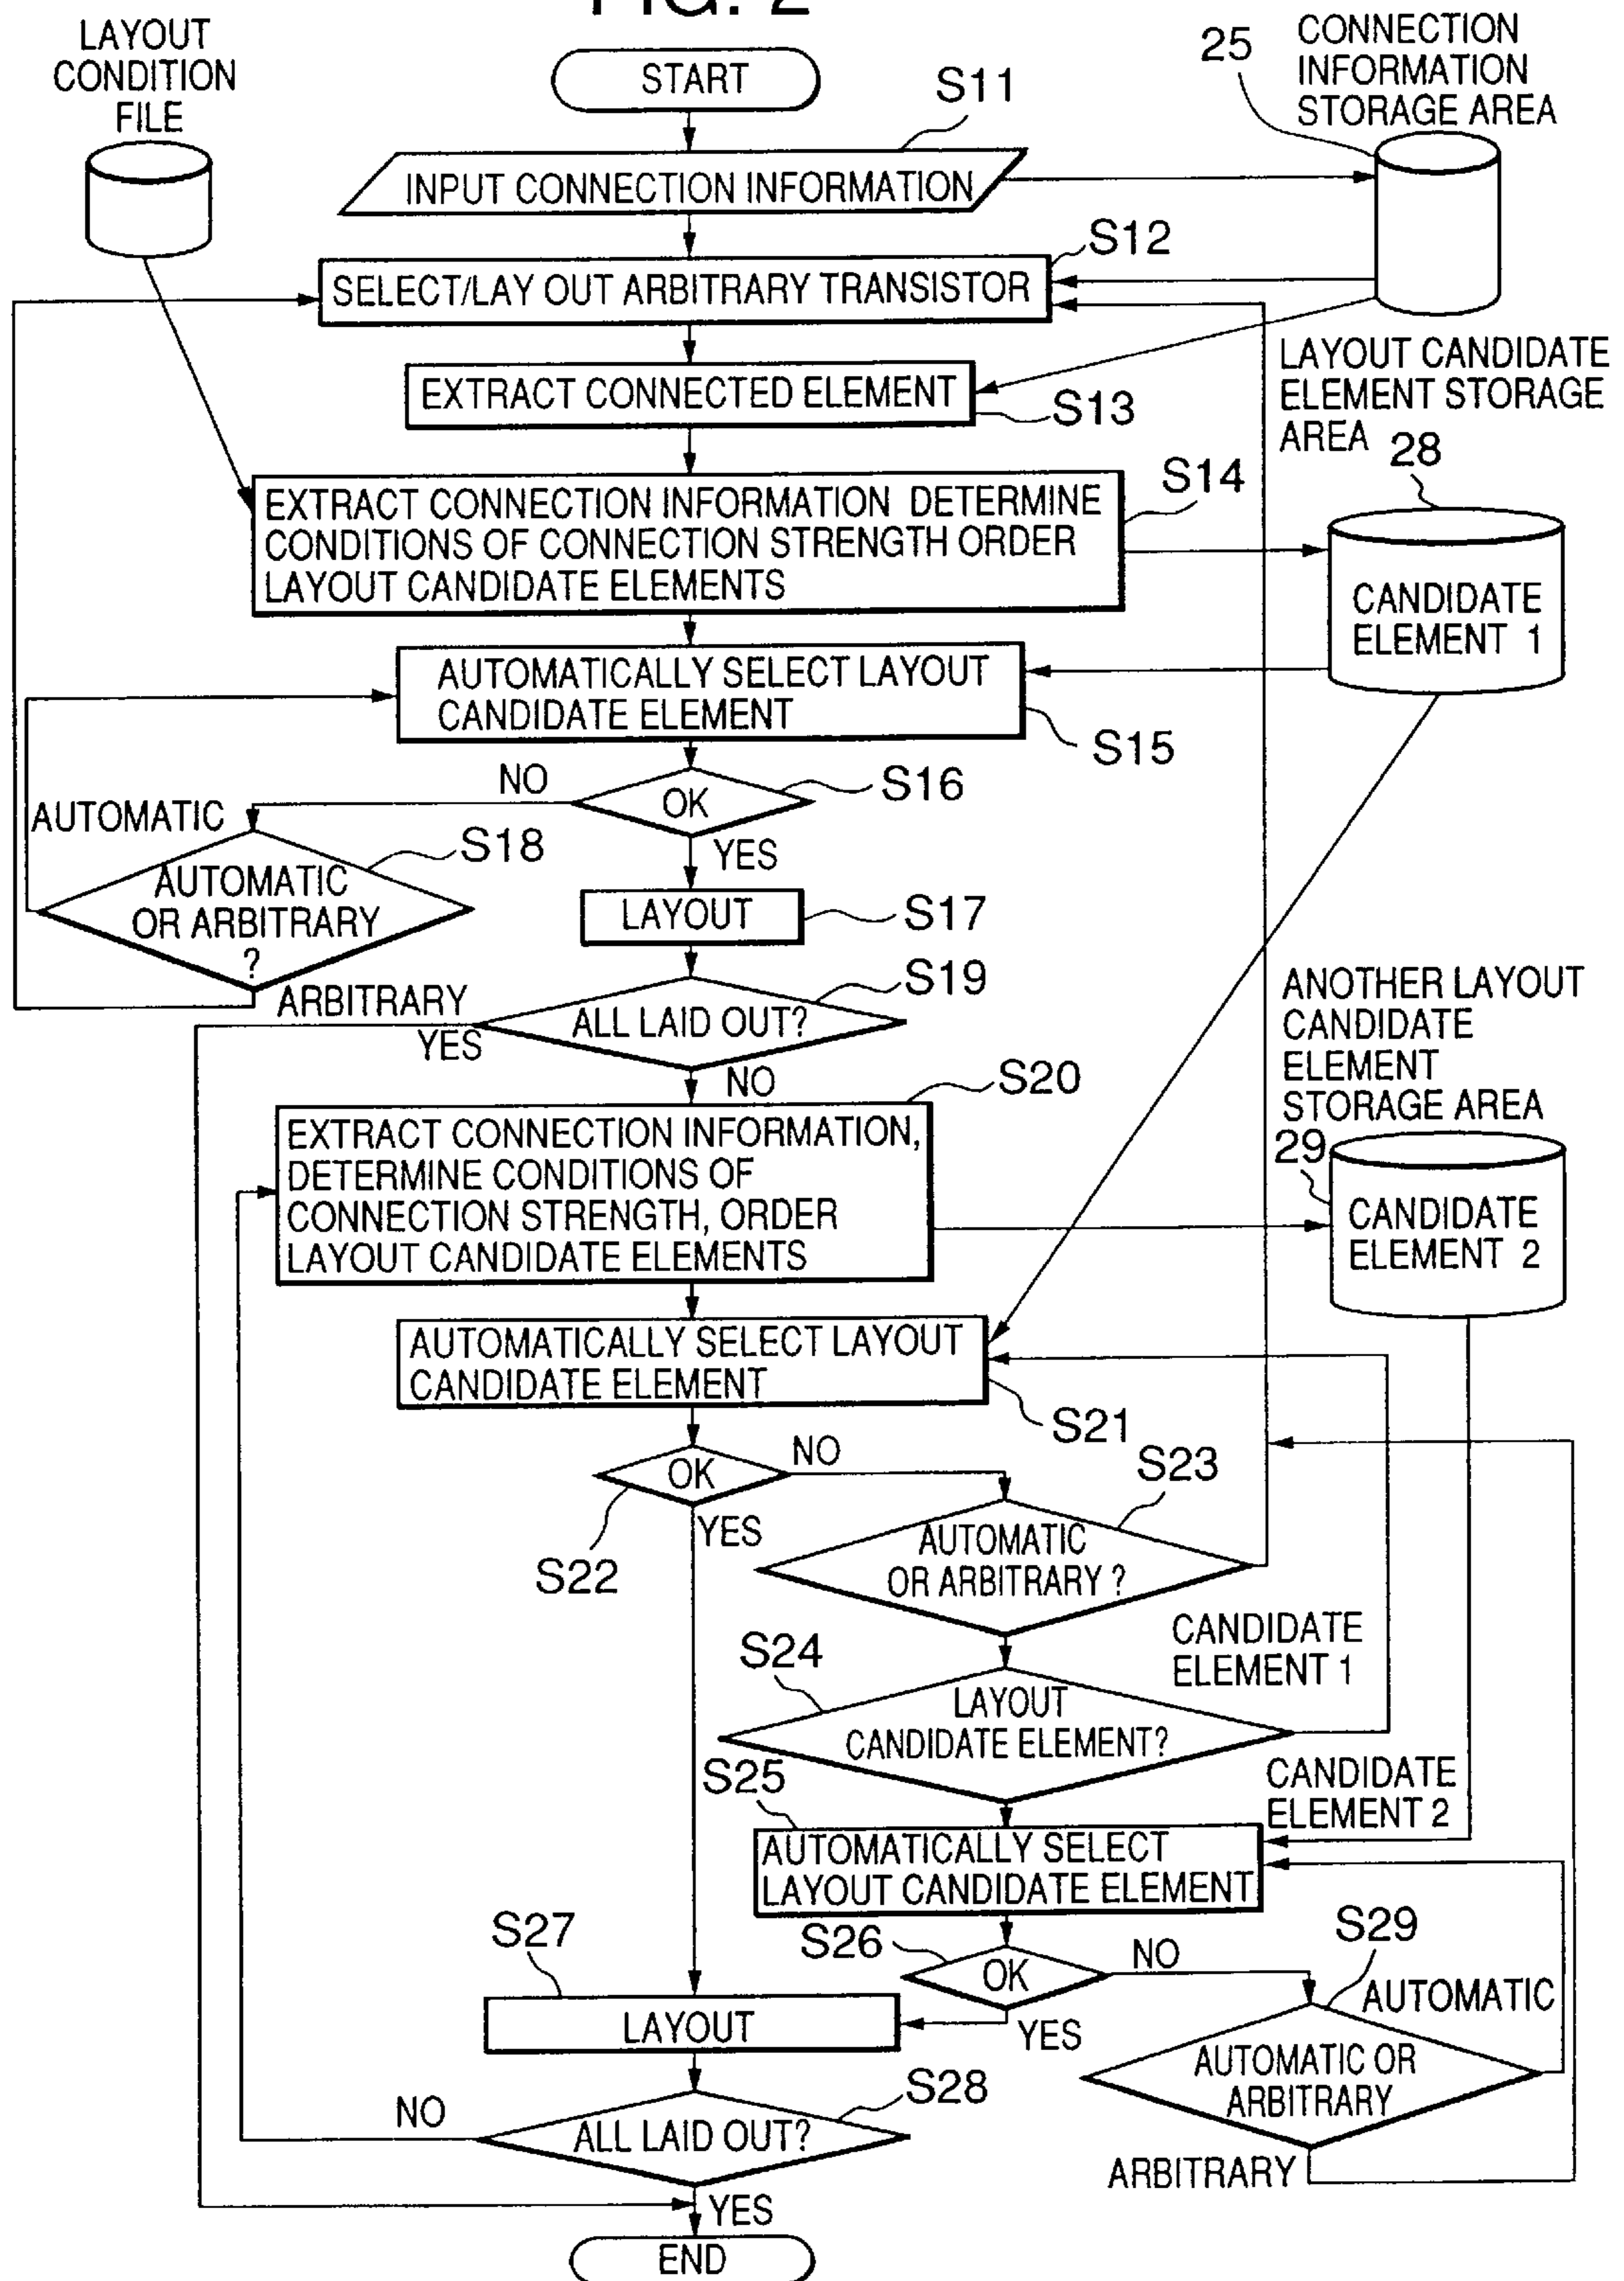 FIG. 2
LAYOUT
CONDITION
FILE
START
S11
25
CONNECTION
INFORMATION
STORAGE AREA
INPUT CONNECTION INFORMATION
S12
SELECT/LAY OUT ARBITRARY TRANSISTOR
EXTRACT CONNECTED ELEMENT
S13
LAYOUT CANDIDATE
ELEMENT STORAGE
AREA 28
S14
EXTRACT CONNECTION INFORMATION DETERMINE
CONDITIONS OF CONNECTION STRENGTH ORDER
LAYOUT CANDIDATE ELEMENTS
CANDIDATE
ELEMENT 1
AUTOMATICALLY SELECT LAYOUT
CANDIDATE ELEMENT
S15
NO
OK
S16
AUTOMATIC
YES
S18
AUTOMATIC
OR ARBITRARY
?
LAYOUT
S17
ARBITRARY
S19
ALL LAID OUT?
YES
NO
ANOTHER LAYOUT
CANDIDATE
ELEMENT
STORAGE AREA
29
S20
EXTRACT CONNECTION INFORMATION,
DETERMINE CONDITIONS OF
CONNECTION STRENGTH, ORDER
LAYOUT CANDIDATE ELEMENTS
CANDIDATE
ELEMENT 2
AUTOMATICALLY SELECT LAYOUT
CANDIDATE ELEMENT
S21
OK
NO
S23
YES
S22
AUTOMATIC
OR ARBITRARY ?
CANDIDATE
ELEMENT 1
S24
LAYOUT
CANDIDATE ELEMENT?
S25
CANDIDATE
ELEMENT 2
AUTOMATICALLY SELECT
LAYOUT CANDIDATE ELEMENT
S27
S26
OK
NO
S29
AUTOMATIC
LAYOUT
YES
AUTOMATIC OR
ARBITRARY
S28
NO
ALL LAID OUT?
ARBITRARY
YES
END